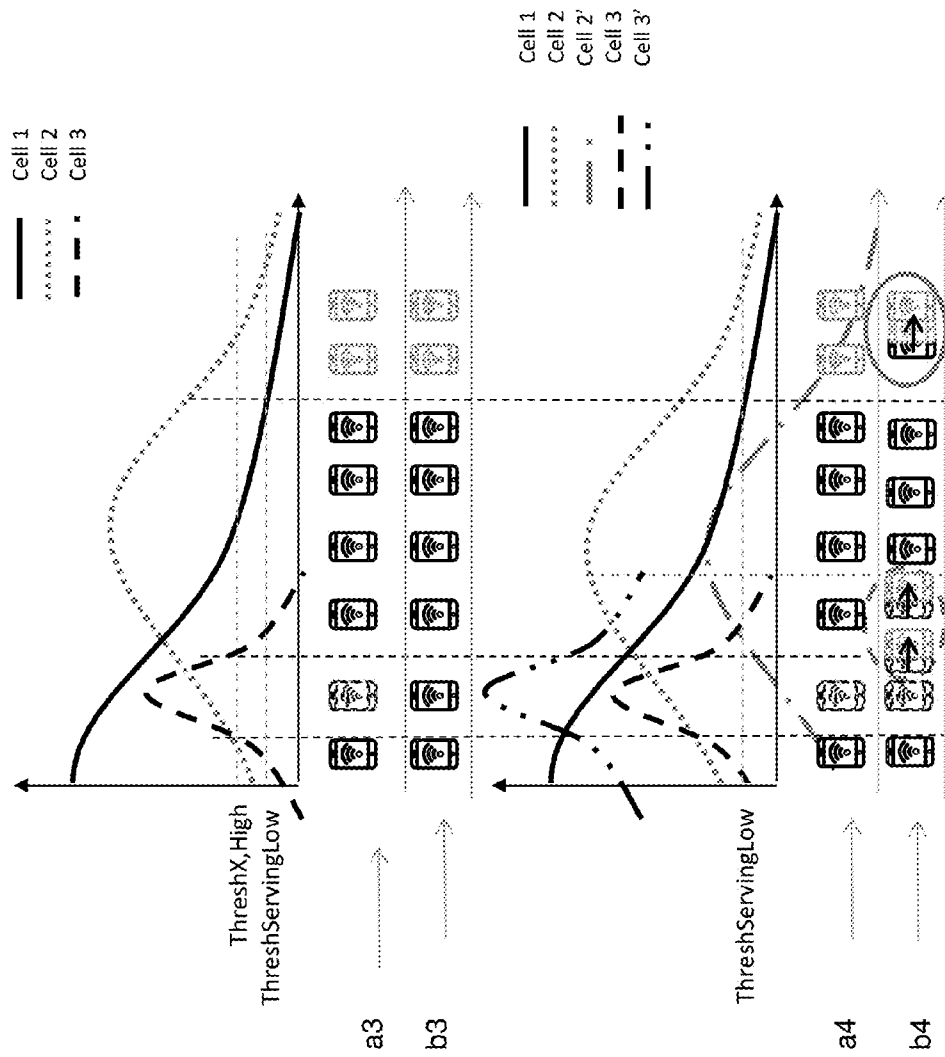 Cell 1
Cell 2
Cell 3
ThreshX,High
ThreshServingLow
a3
b3
Cell 1
Cell 2
Cell 2'
Cell 3
Cell 3'
ThreshServingLow
a4
b4